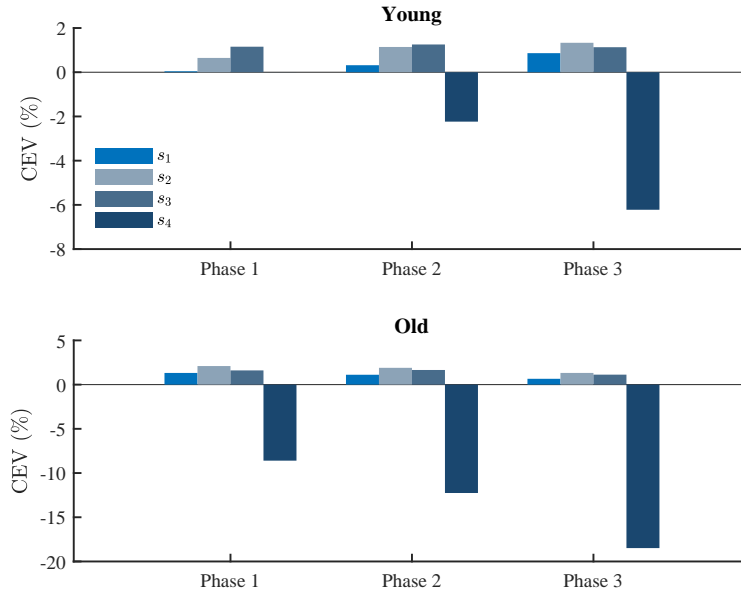 Young
CEV (%)
2
0
-2
-4
-6
-8
s₁
s₂
s₃
s₄
Phase 1 Phase 2 Phase 3
Old
CEV (%)
5
0
-5
-10
-15
-20
Phase 1 Phase 2 Phase 3